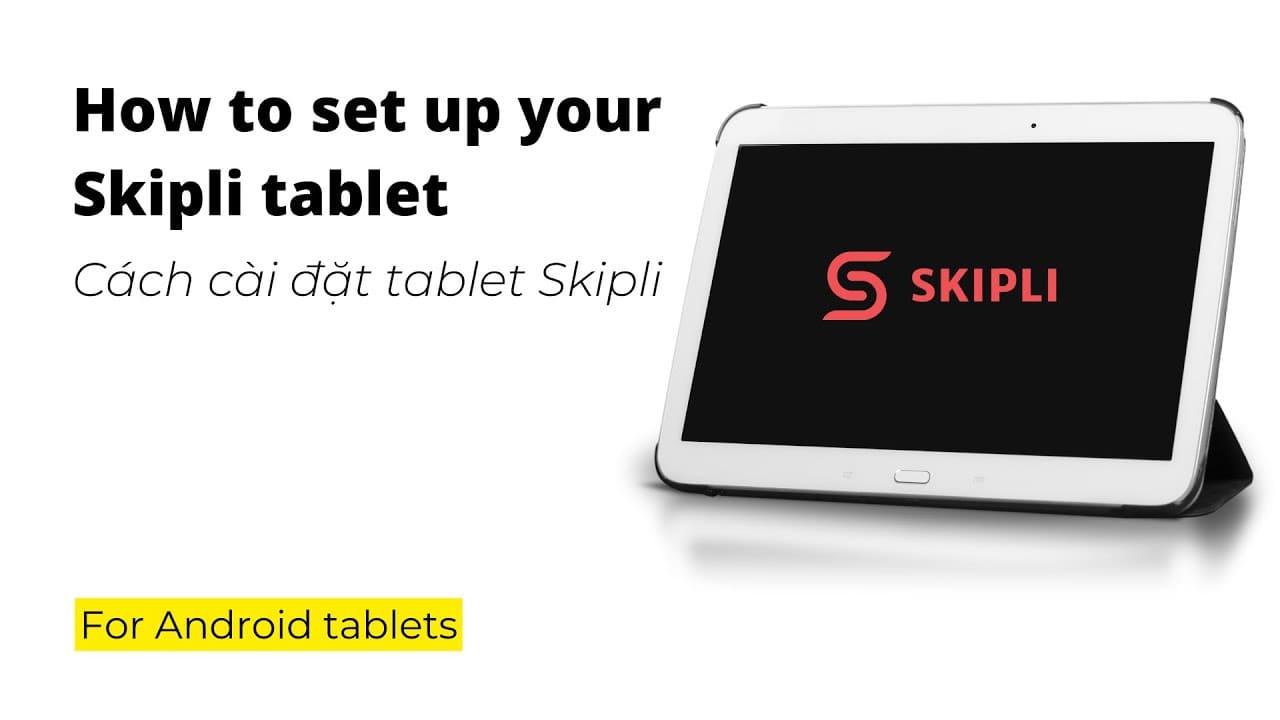 How to set up your
Skipli tablet
Cách cài đặt tablet Skipli
SKIPLI
For Android tablets